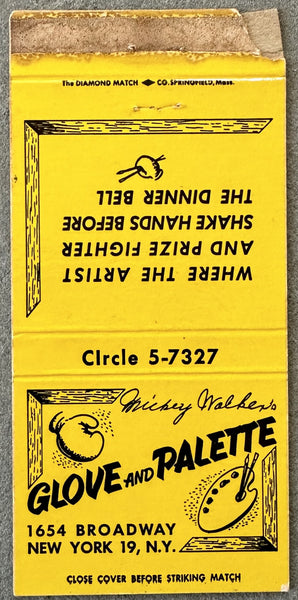 The DIAMOND MATCH CO. SPRINGFIELD, Mass.
WHERE THE ARTIST
AND PRIZE FIGHTER
SHAKE HANDS BEFORE
THE DINNER BELL
CIrcle 5-7327
Mickey Walker's
GLOVE AND PALETTE
1654 BROADWAY
NEW YORK 19, N.Y.
CLOSE COVER BEFORE STRIKING MATCH